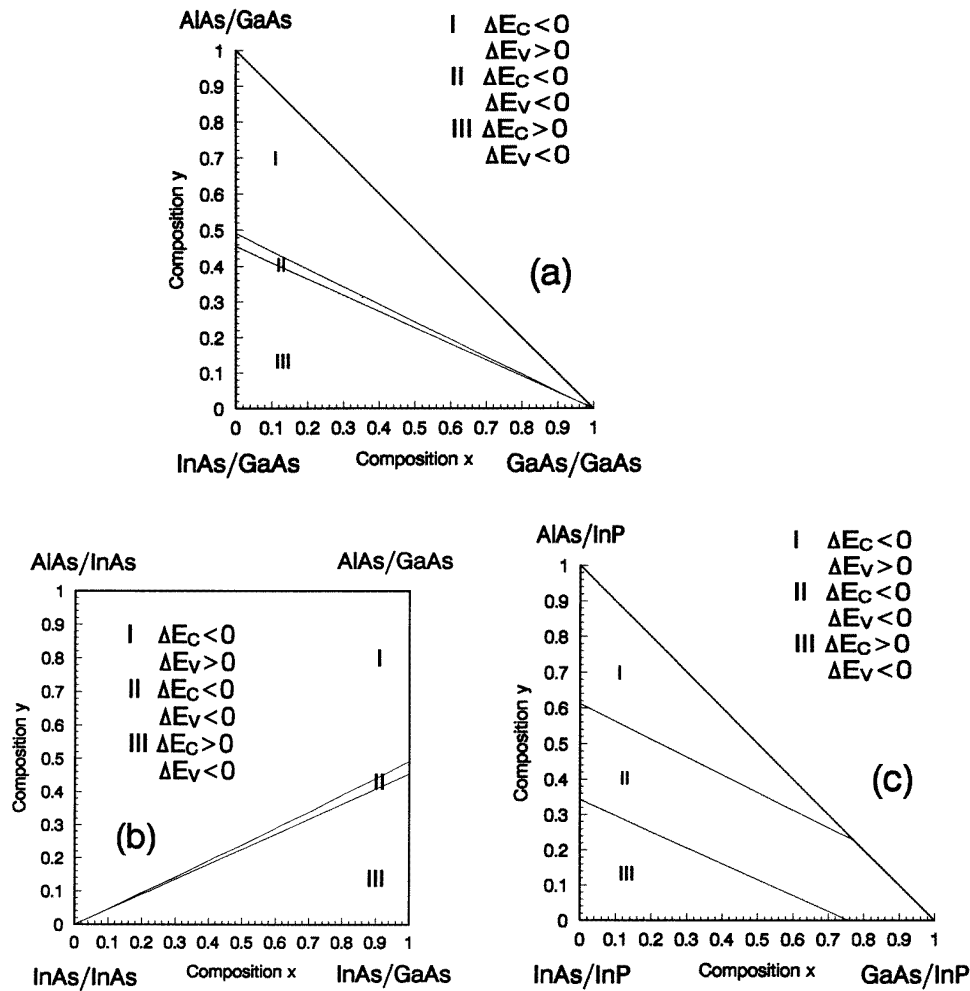 AlAs/GaAs
I ΔEC<0
ΔEV>0
II ΔEC<0
ΔEV<0
III ΔEC>0
ΔEV<0
1
0.9
0.8
0.7
0.6
0.5
0.4
0.3
0.2
0.1
0
Composition y
I
II
III
(a)
0 0.1 0.2 0.3 0.4 0.5 0.6 0.7 0.8 0.9 1
InAs/GaAs Composition x GaAs/GaAs
AlAs/InAs AlAs/GaAs
1
0.9
0.8
0.7
0.6
0.5
0.4
0.3
0.2
0.1
0
Composition y
I ΔEC<0
ΔEV>0
II ΔEC<0
ΔEV<0
III ΔEC>0
ΔEV<0
I
II
III
(b)
0 0.1 0.2 0.3 0.4 0.5 0.6 0.7 0.8 0.9 1
InAs/InAs Composition x InAs/GaAs
AlAs/InP
I ΔEC<0
ΔEV>0
II ΔEC<0
ΔEV<0
III ΔEC>0
ΔEV<0
1
0.9
0.8
0.7
0.6
0.5
0.4
0.3
0.2
0.1
0
Composition y
I
II
III
(c)
0 0.1 0.2 0.3 0.4 0.5 0.6 0.7 0.8 0.9 1
InAs/InP Composition x GaAs/InP